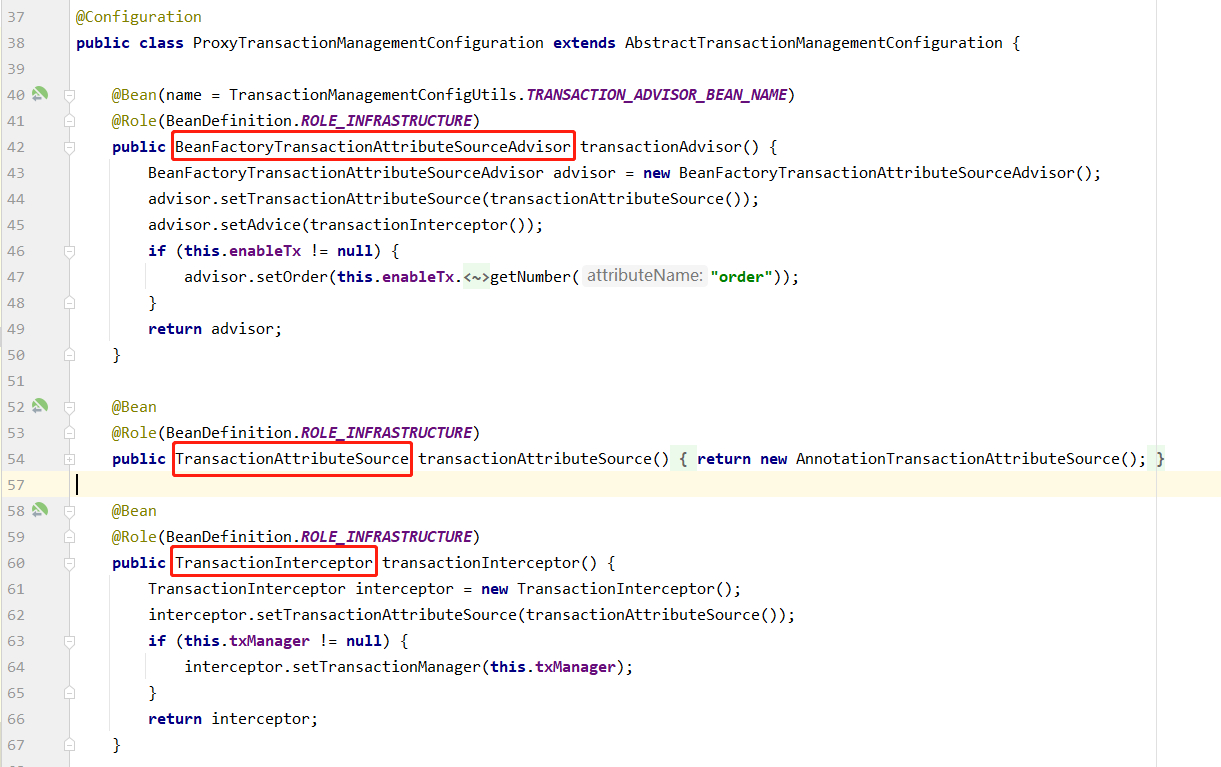 37 @Configuration
38 public class ProxyTransactionManagementConfiguration extends AbstractTransactionManagementConfiguration {
39
40 @Bean(name = TransactionManagementConfigUtils.TRANSACTION_ADVISOR_BEAN_NAME)
41 @Role(BeanDefinition.ROLE_INFRASTRUCTURE)
42 public BeanFactoryTransactionAttributeSourceAdvisor transactionAdvisor() {
43 BeanFactoryTransactionAttributeSourceAdvisor advisor = new BeanFactoryTransactionAttributeSourceAdvisor();
44 advisor.setTransactionAttributeSource(transactionAttributeSource());
45 advisor.setAdvice(transactionInterceptor());
46 if (this.enableTx != null) {
47 advisor.setOrder(this.enableTx.<~>getNumber( attributeName: "order"));
48 }
49 return advisor;
50 }
51
52 @Bean
53 @Role(BeanDefinition.ROLE_INFRASTRUCTURE)
54 public TransactionAttributeSource transactionAttributeSource() { return new AnnotationTransactionAttributeSource(); }
57
58 @Bean
59 @Role(BeanDefinition.ROLE_INFRASTRUCTURE)
60 public TransactionInterceptor transactionInterceptor() {
61 TransactionInterceptor interceptor = new TransactionInterceptor();
62 interceptor.setTransactionAttributeSource(transactionAttributeSource());
63 if (this.txManager != null) {
64 interceptor.setTransactionManager(this.txManager);
65 }
66 return interceptor;
67 }